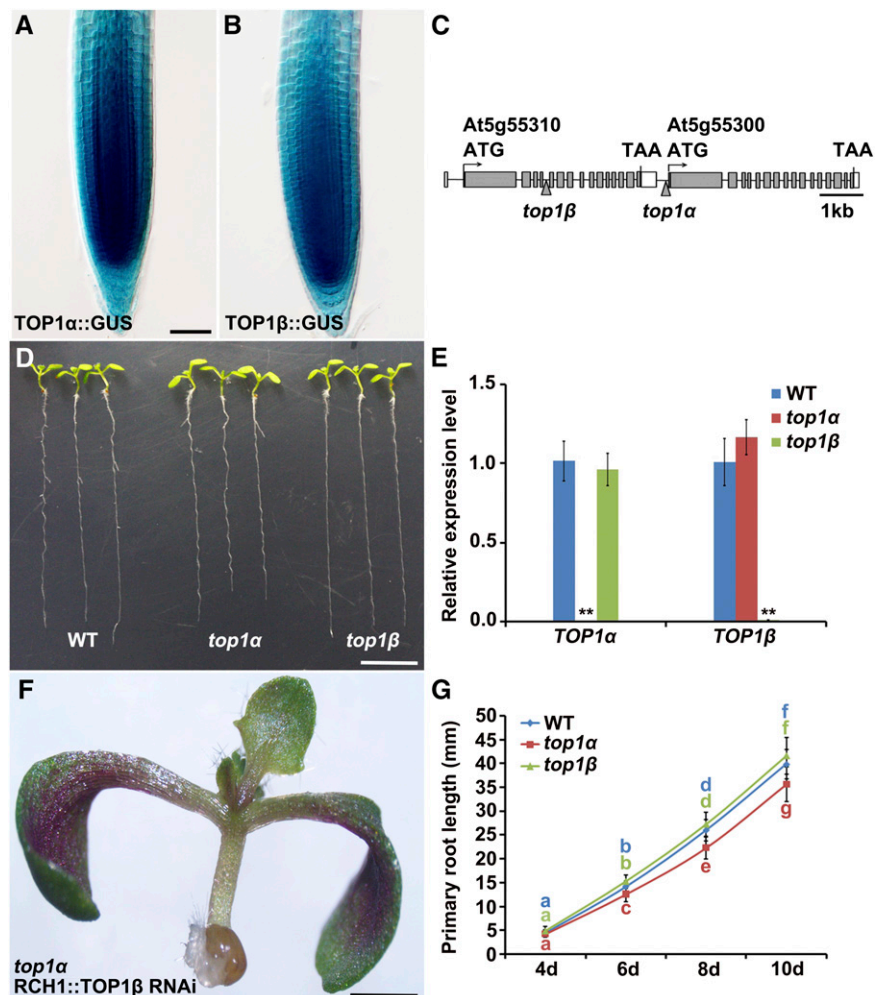 A
TOP1α::GUS
B
TOP1β::GUS
C
At5g55310
ATG
TAA
At5g55300
ATG
TAA
top1β
top1α
1kb
D
WT
top1α
top1β
E
Relative expression level
1.5
1.0
0.5
0.0
WT
top1α
top1β
**
**
TOP1α
TOP1β
F
top1α
RCH1::TOP1β RNAi
G
Primary root length (mm)
50
45
40
35
30
25
20
15
10
5
0
WT
top1α
top1β
a
a
a
b
b
c
d
d
e
f
f
g
4d
6d
8d
10d